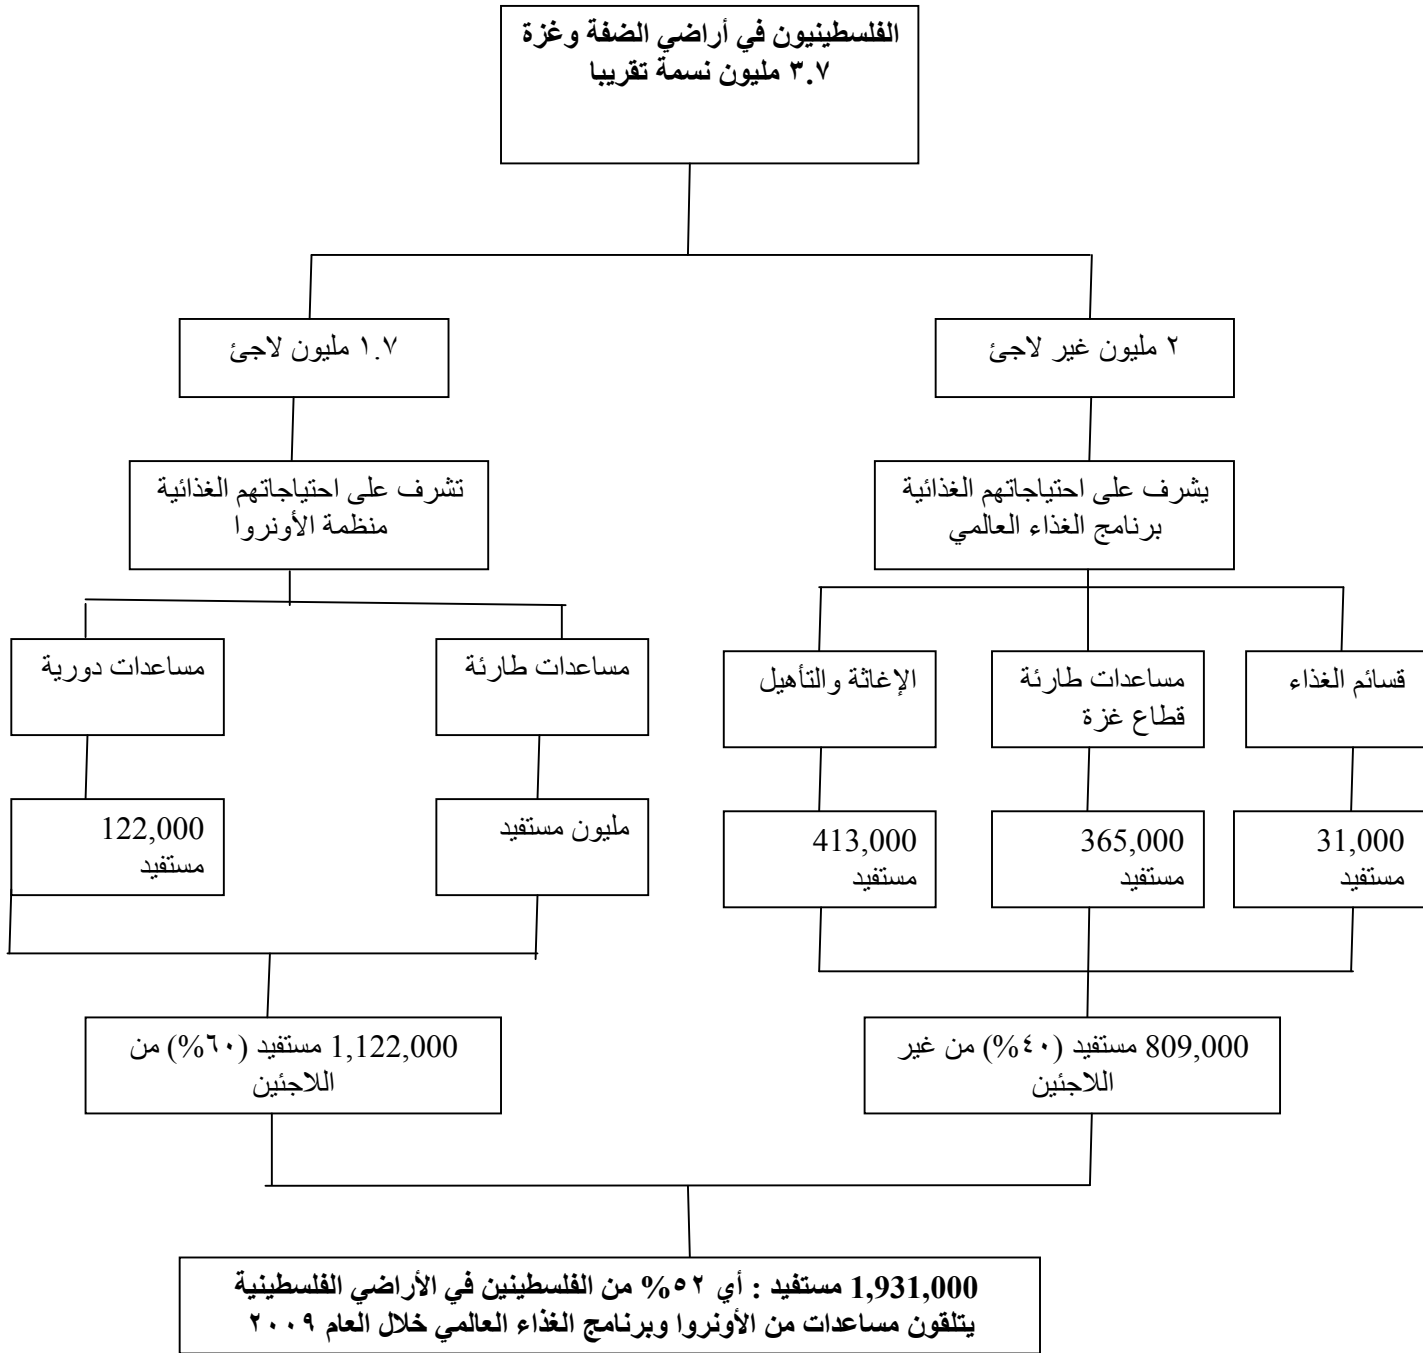 الفلسطينيون في أراضي الضفة وغزة
٣.٧ مليون نسمة تقريبا
٢ مليون غير لاجئ
١.٧ مليون لاجئ
يشرف على احتياجاتهم الغذائية
برنامج الغذاء العالمي
تشرف على احتياجاتهم الغذائية
منظمة الأونروا
قسائم الغذاء
مساعدات طارئة
قطاع غزة
الإغاثة والتأهيل
مساعدات طارئة
مساعدات دورية
31,000
مستفيد
365,000
مستفيد
413,000
مستفيد
مليون مستفيد
122,000
مستفيد
809,000 مستفيد (٤٠%) من غير
اللاجئين
1,122,000 مستفيد (٦٠%) من
اللاجئين
1,931,000 مستفيد : أي ٥٢% من الفلسطينين في الأراضي الفلسطينية
يتلقون مساعدات من الأونروا وبرنامج الغذاء العالمي خلال العام ٢٠٠٩